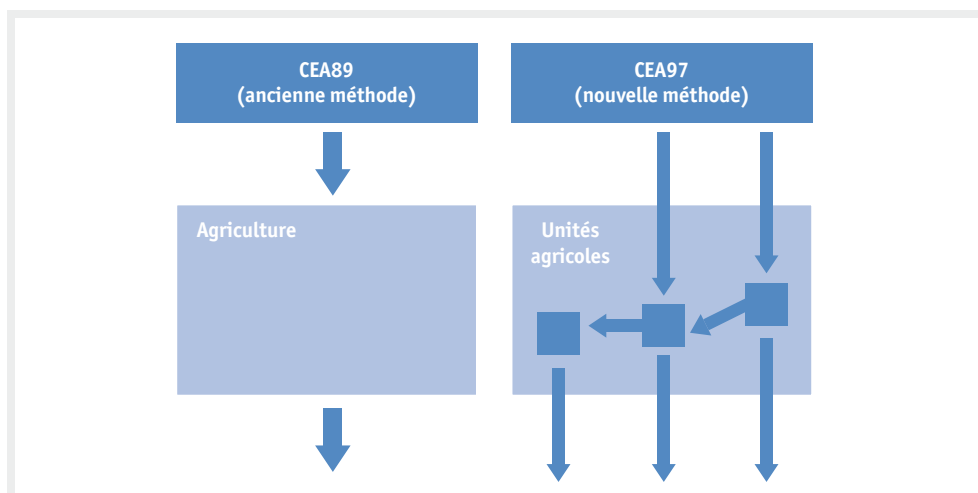 CEA89
(ancienne méthode)
CEA97
(nouvelle méthode)
Agriculture
Unités
agricoles